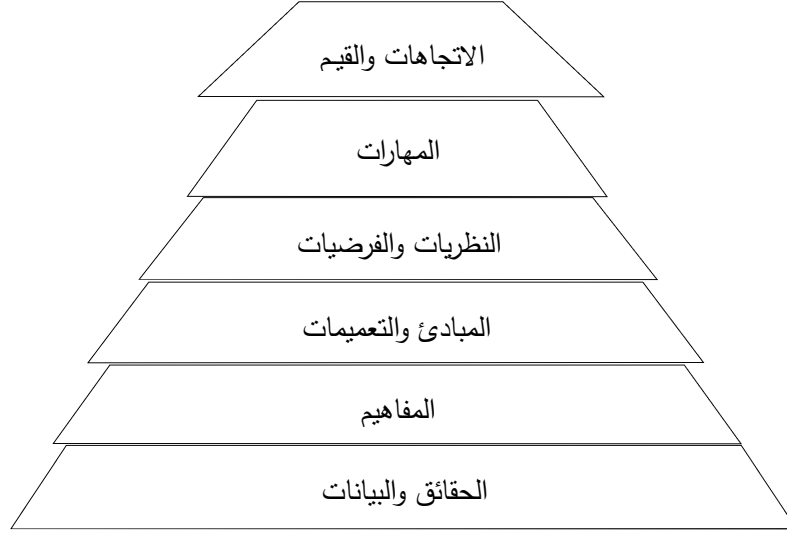 الاتجاهات والقيم
المهارات
النظريات والفرضيات
المبادئ والتعميمات
المفاهيم
الحقائق والبيانات